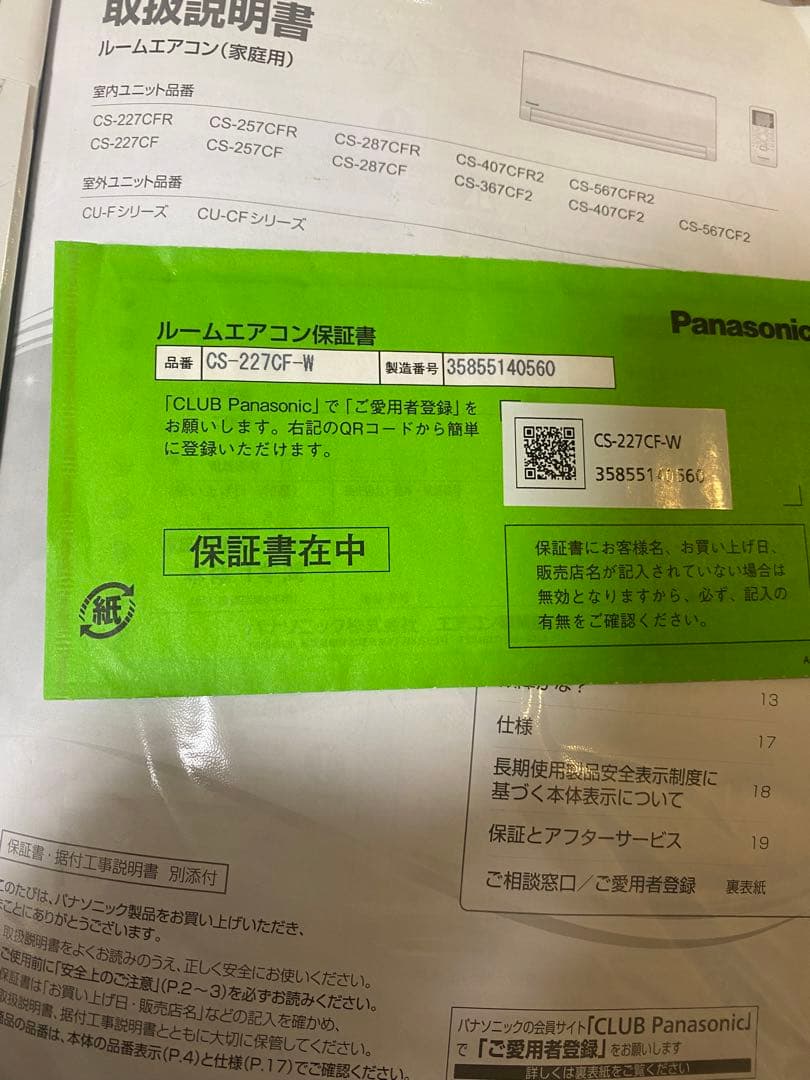 取扱説明書
ルームエアコン(家庭用)
室内ユニット品番
CS-227CFR CS-257CFR CS-287CFR CS-407CFR2 CS-567CFR2
CS-227CF CS-257CF CS-287CF CS-367CF2 CS-407CF2 CS-567CF2
室外ユニット品番
CU-Fシリーズ CU-CFシリーズ
Panasonic
ルームエアコン保証書
品番 CS-227CF-W 製造番号 35855140560
「CLUB Panasonic」で「ご愛用者登録」を
お願いします。右記のQRコードから簡単
に登録いただけます。
CS-227CF-W
35855140560
保証書在中
紙
保証書にお客様名、お買い上げ日、
販売店名が記入されていない場合は
無効となりますから、必ず、記入の
有無をご確認ください。
13
仕様 17
長期使用製品安全表示制度に
基づく本体表示について 18
保証とアフターサービス 19
ご相談窓口/ご愛用者登録 裏表紙
保証書・据付工事説明書 別添付
このたびは、パナソニック製品をお買い上げいただき、
まことにありがとうございます。
取扱説明書をよくお読みのうえ、正しく安全にお使いください。
ご使用前に「安全上のご注意」(P.2~3)を必ずお読みください。
保証書は「お買い上げ日・販売店名」などの記入を確かめ、
取扱説明書、据付工事説明書とともに大切に保管してください。
商品の品番は、本体の品番表示(P.4)と仕様(P.17)でご確認ください。
パナソニックの会員サイト「CLUB Panasonic」
で「ご愛用者登録」をお願いします
詳しくは裏表紙をご覧ください